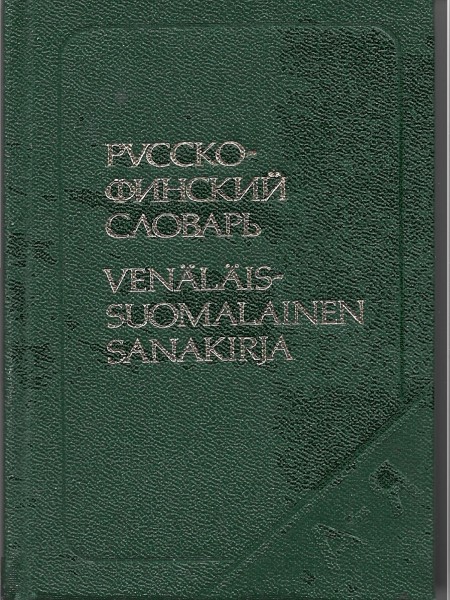 РУССКО-
ФИНСКИЙ
СЛОВАРЬ
VENÄLÄIS-
SUOMALAINEN
SANAKIRJA
А-Я